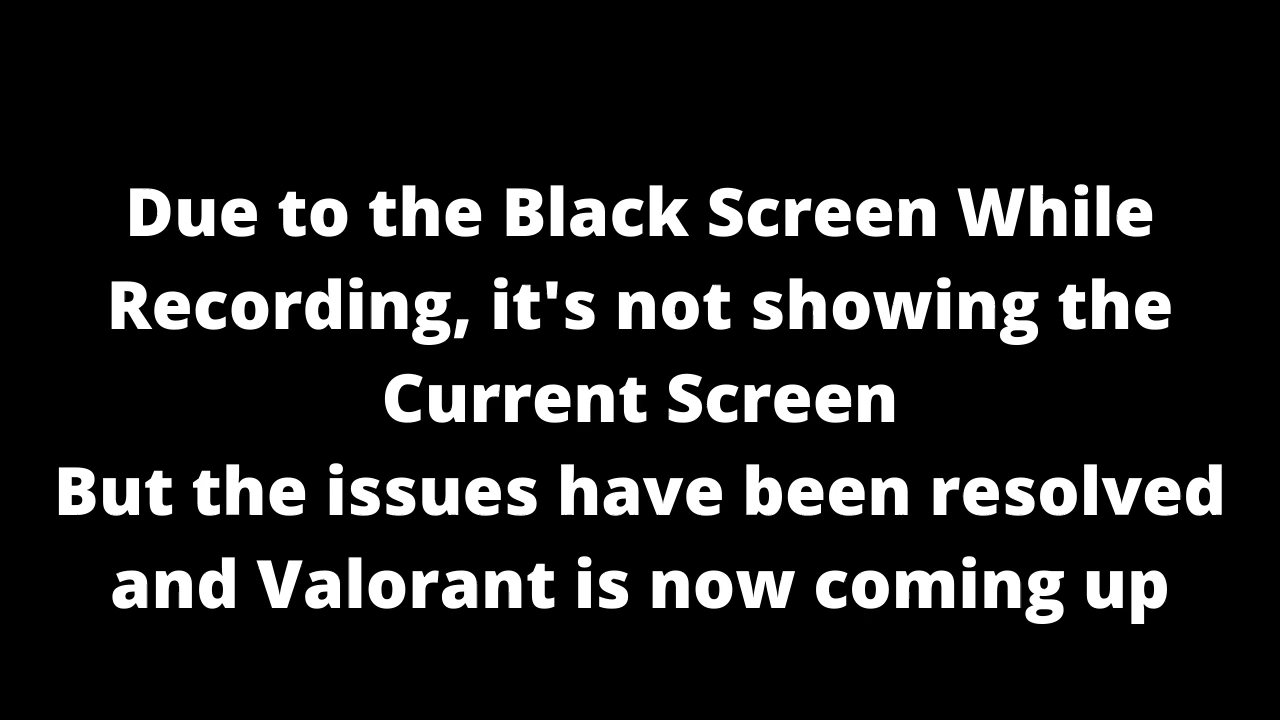 Due to the Black Screen While
Recording, it's not showing the
Current Screen
But the issues have been resolved
and Valorant is now coming up